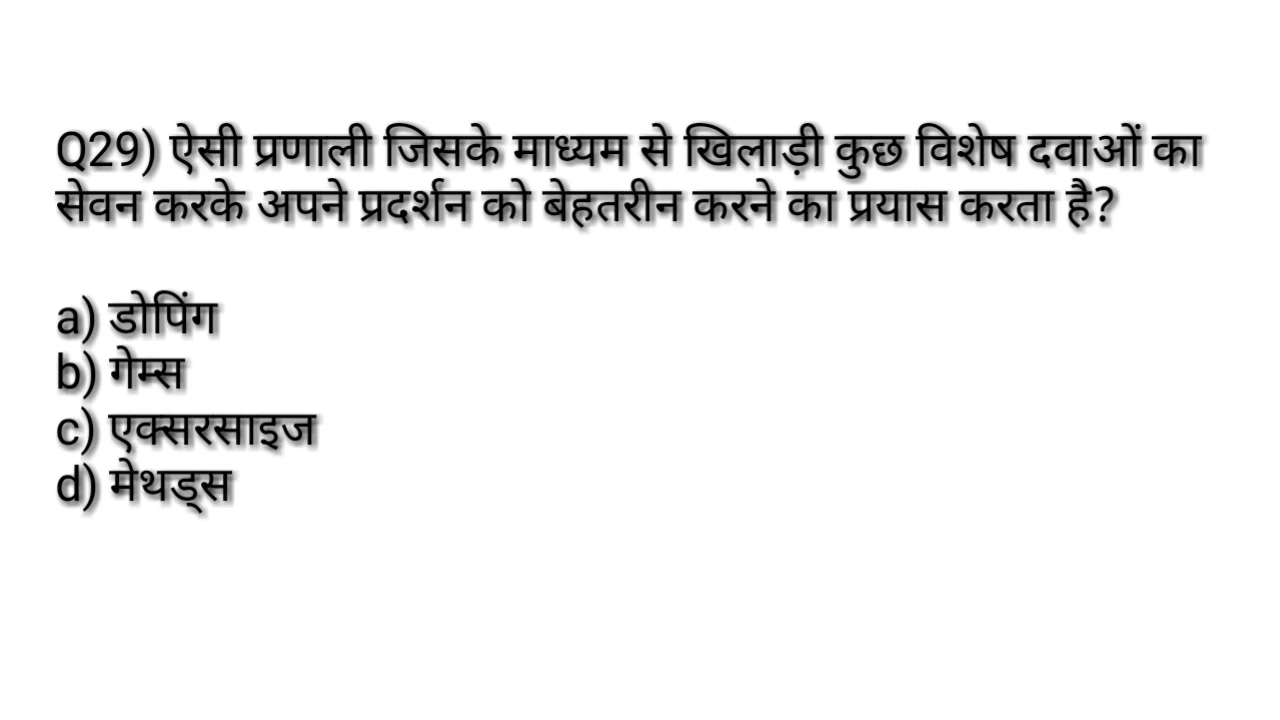 Q29) ऐसी प्रणाली जिसके माध्यम से खिलाड़ी कुछ विशेष दवाओं का
सेवन करके अपने प्रदर्शन को बेहतरीन करने का प्रयास करता है?
a) डोपिंग
b) गेम्स
c) एक्सरसाइज
d) मेथड्स